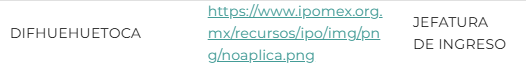 DIFHUEHUETOCA
https://www.ipomex.org.
mx/recursos/ipo/img/pn
g/noaplica.png
JEFATURA
DE INGRESO